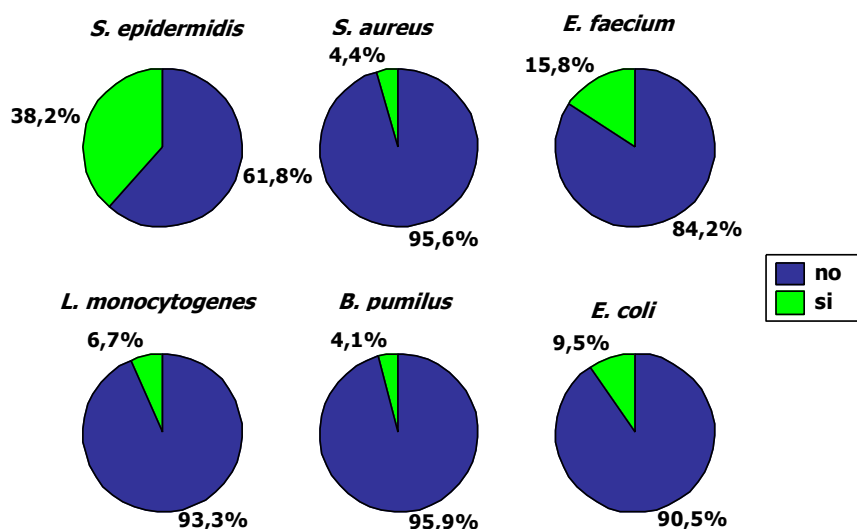 S. epidermidis
38,2%
61,8%
S. aureus
4,4%
95,6%
E. faecium
15,8%
84,2%
no
si
L. monocytogenes
6,7%
93,3%
B. pumilus
4,1%
95,9%
E. coli
9,5%
90,5%